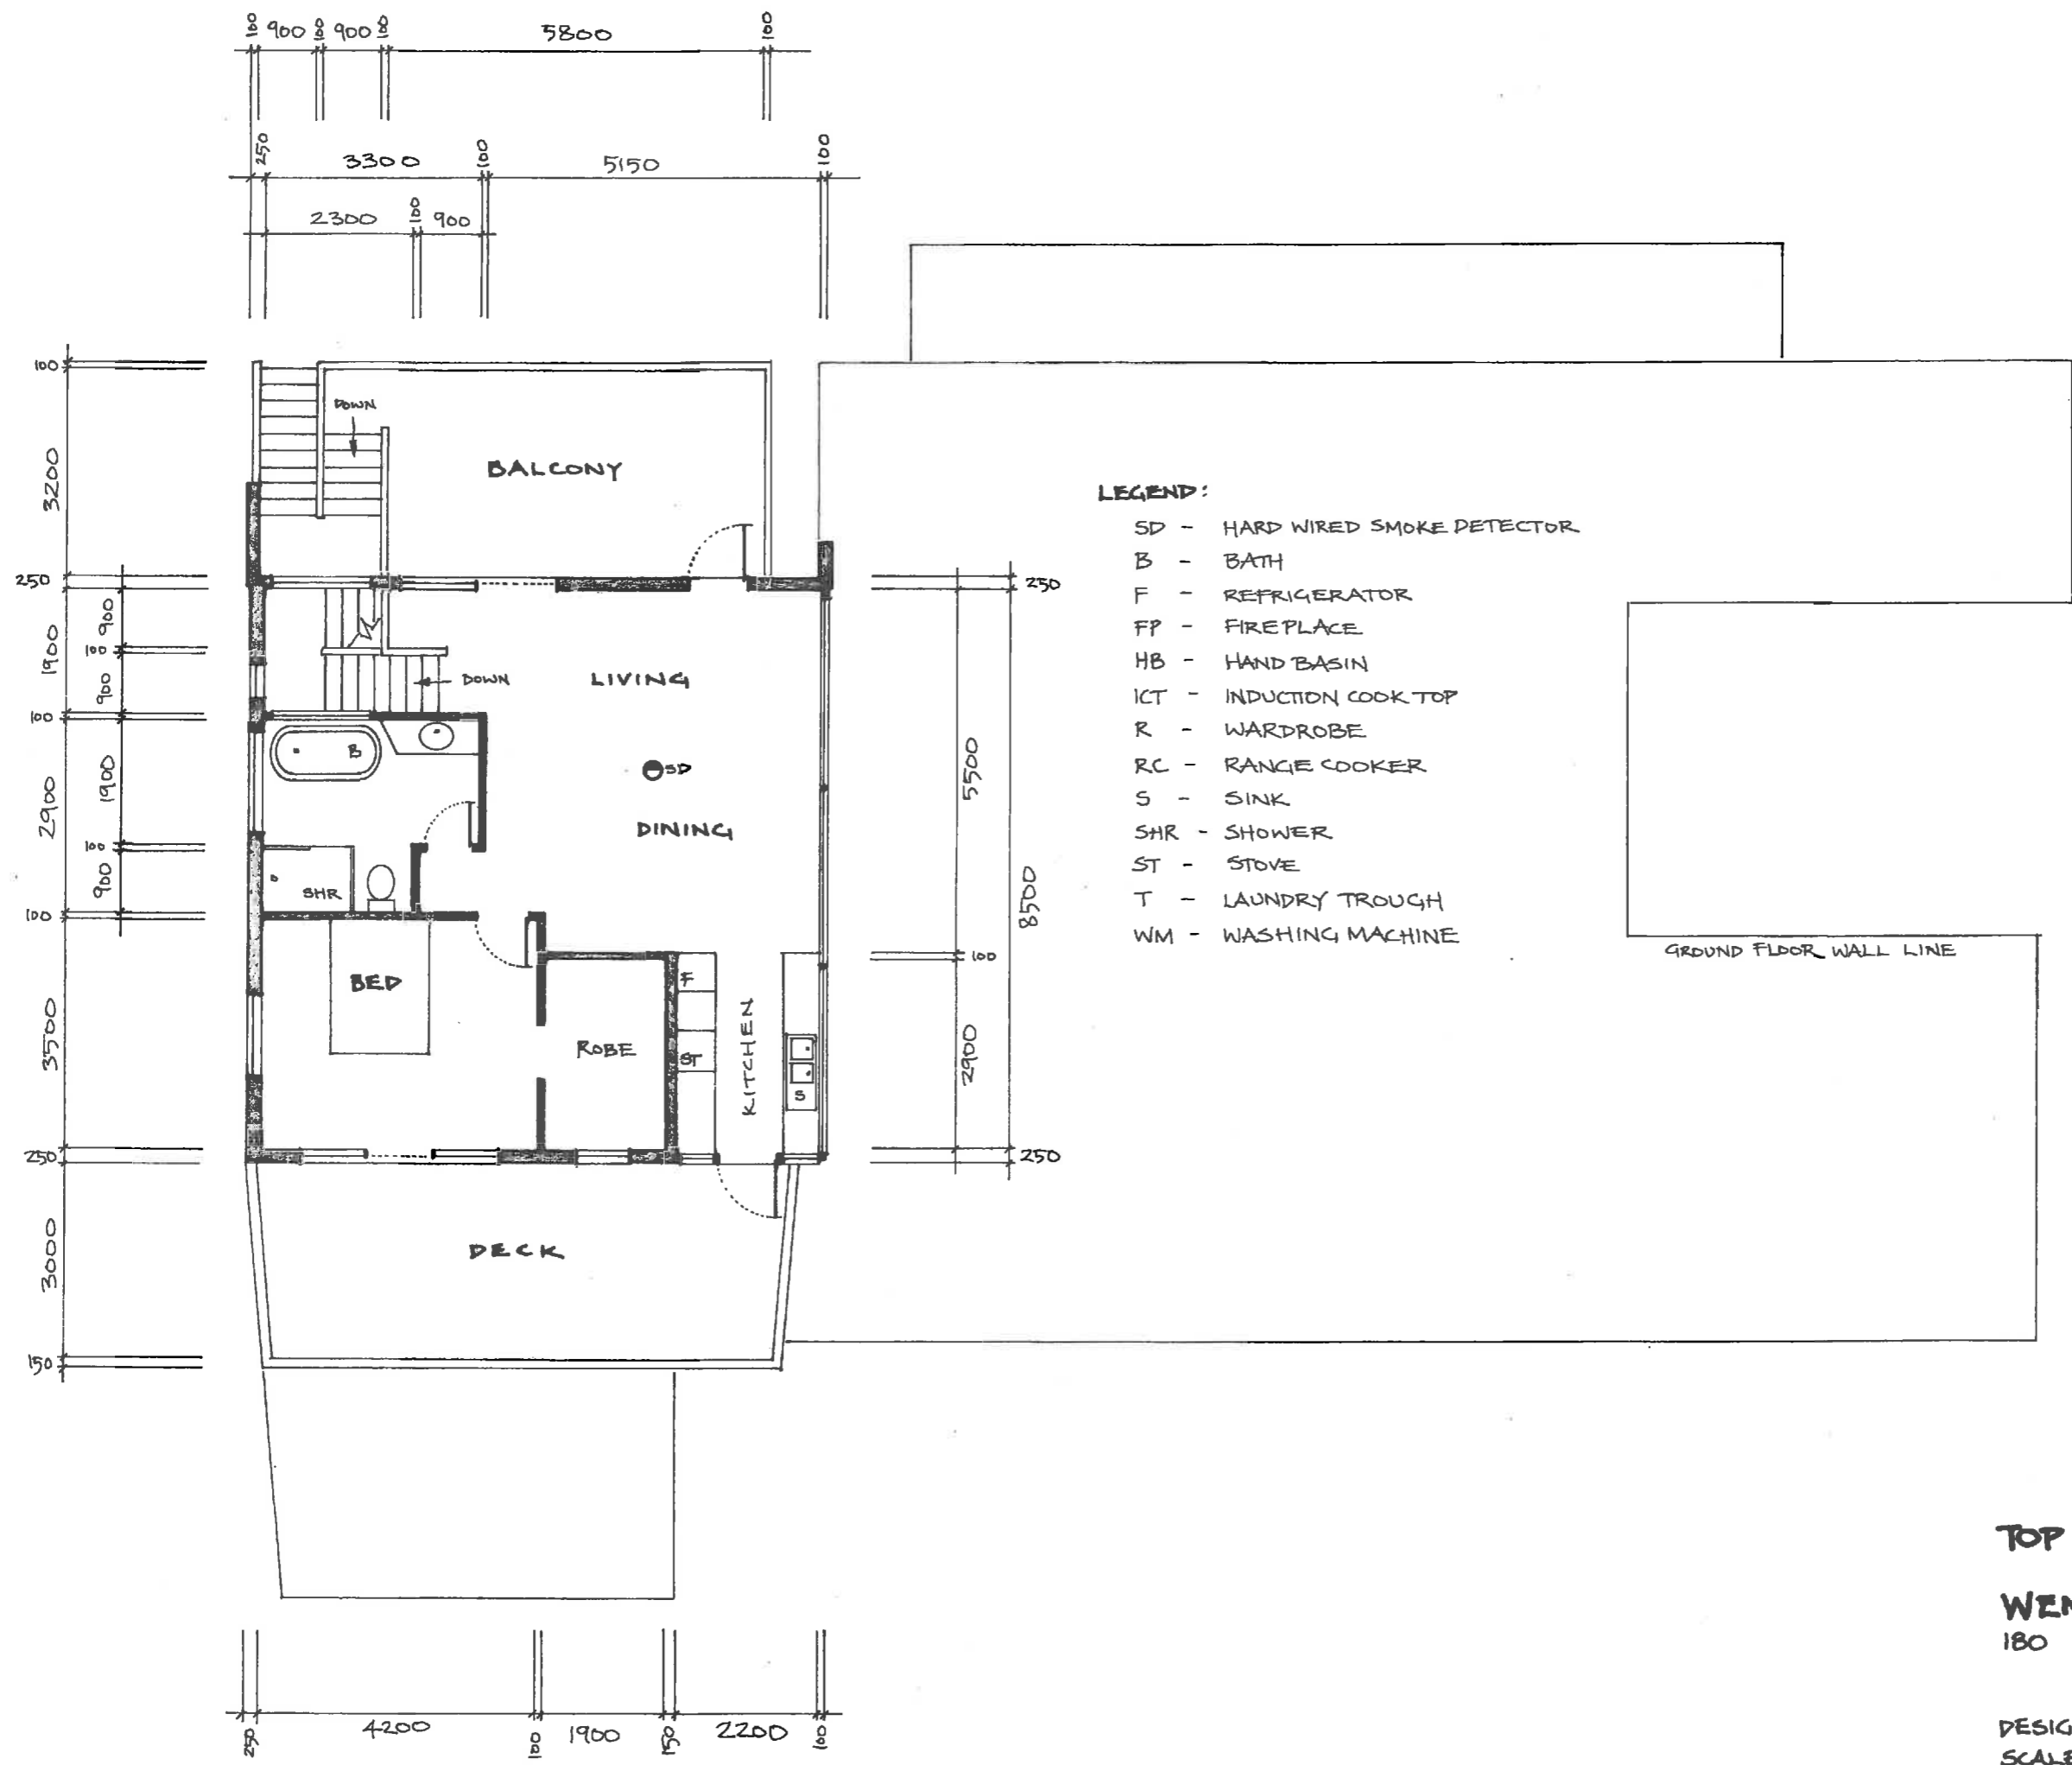 100 900 100 900 100 5800 100
250 3300 100 5150 100
2300 100 900
100
3200
250
1900
900
100
900
100
2900
1900
100
900
100
3500
250
3000
150
DOWN
BALCONY
DOWN
LIVING
B
SD
DINING
SHR
BED
ROBE
F
ST
KITCHEN
S
DECK
250
5500
8500
100
2900
250
LEGEND:
SD - HARD WIRED SMOKE DETECTOR
B - BATH
F - REFRIGERATOR
FP - FIREPLACE
HB - HAND BASIN
ICT - INDUCTION COOK TOP
R - WARDROBE
RC - RANGE COOKER
S - SINK
SHR - SHOWER
ST - STOVE
T - LAUNDRY TROUGH
WM - WASHING MACHINE
GROUND FLOOR WALL LINE
250 4200 100 1900 150 2200 100
TOP
180